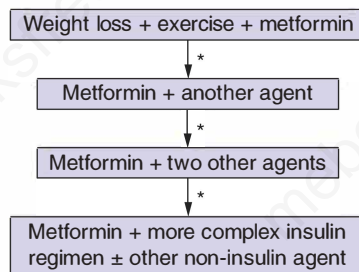 Weight loss + exercise + metformin
*
Metformin + another agent
*
Metformin + two other agents
*
Metformin + more complex insulin
regimen ± other non-insulin agent